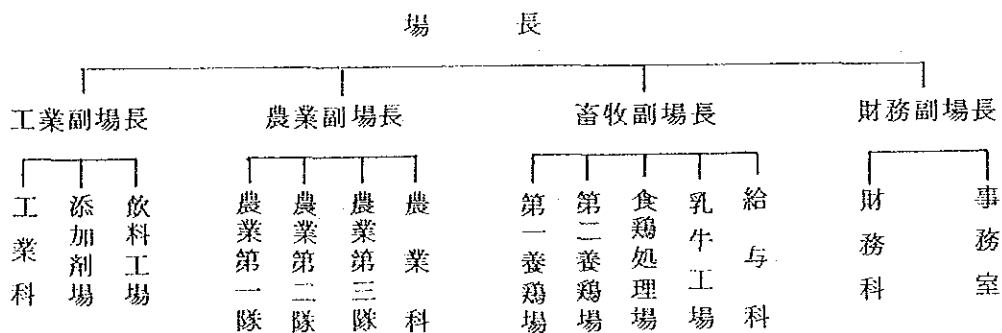 場長
工業副場長
農業副場長
畜牧副場長
財務副場長
工業科
添加剤場
飲料工場
農業第一隊
農業第二隊
農業第三隊
農業科
第一養鶏場
第二養鶏場
食鶏処理場
乳牛工場
給与科
財務科
事務室